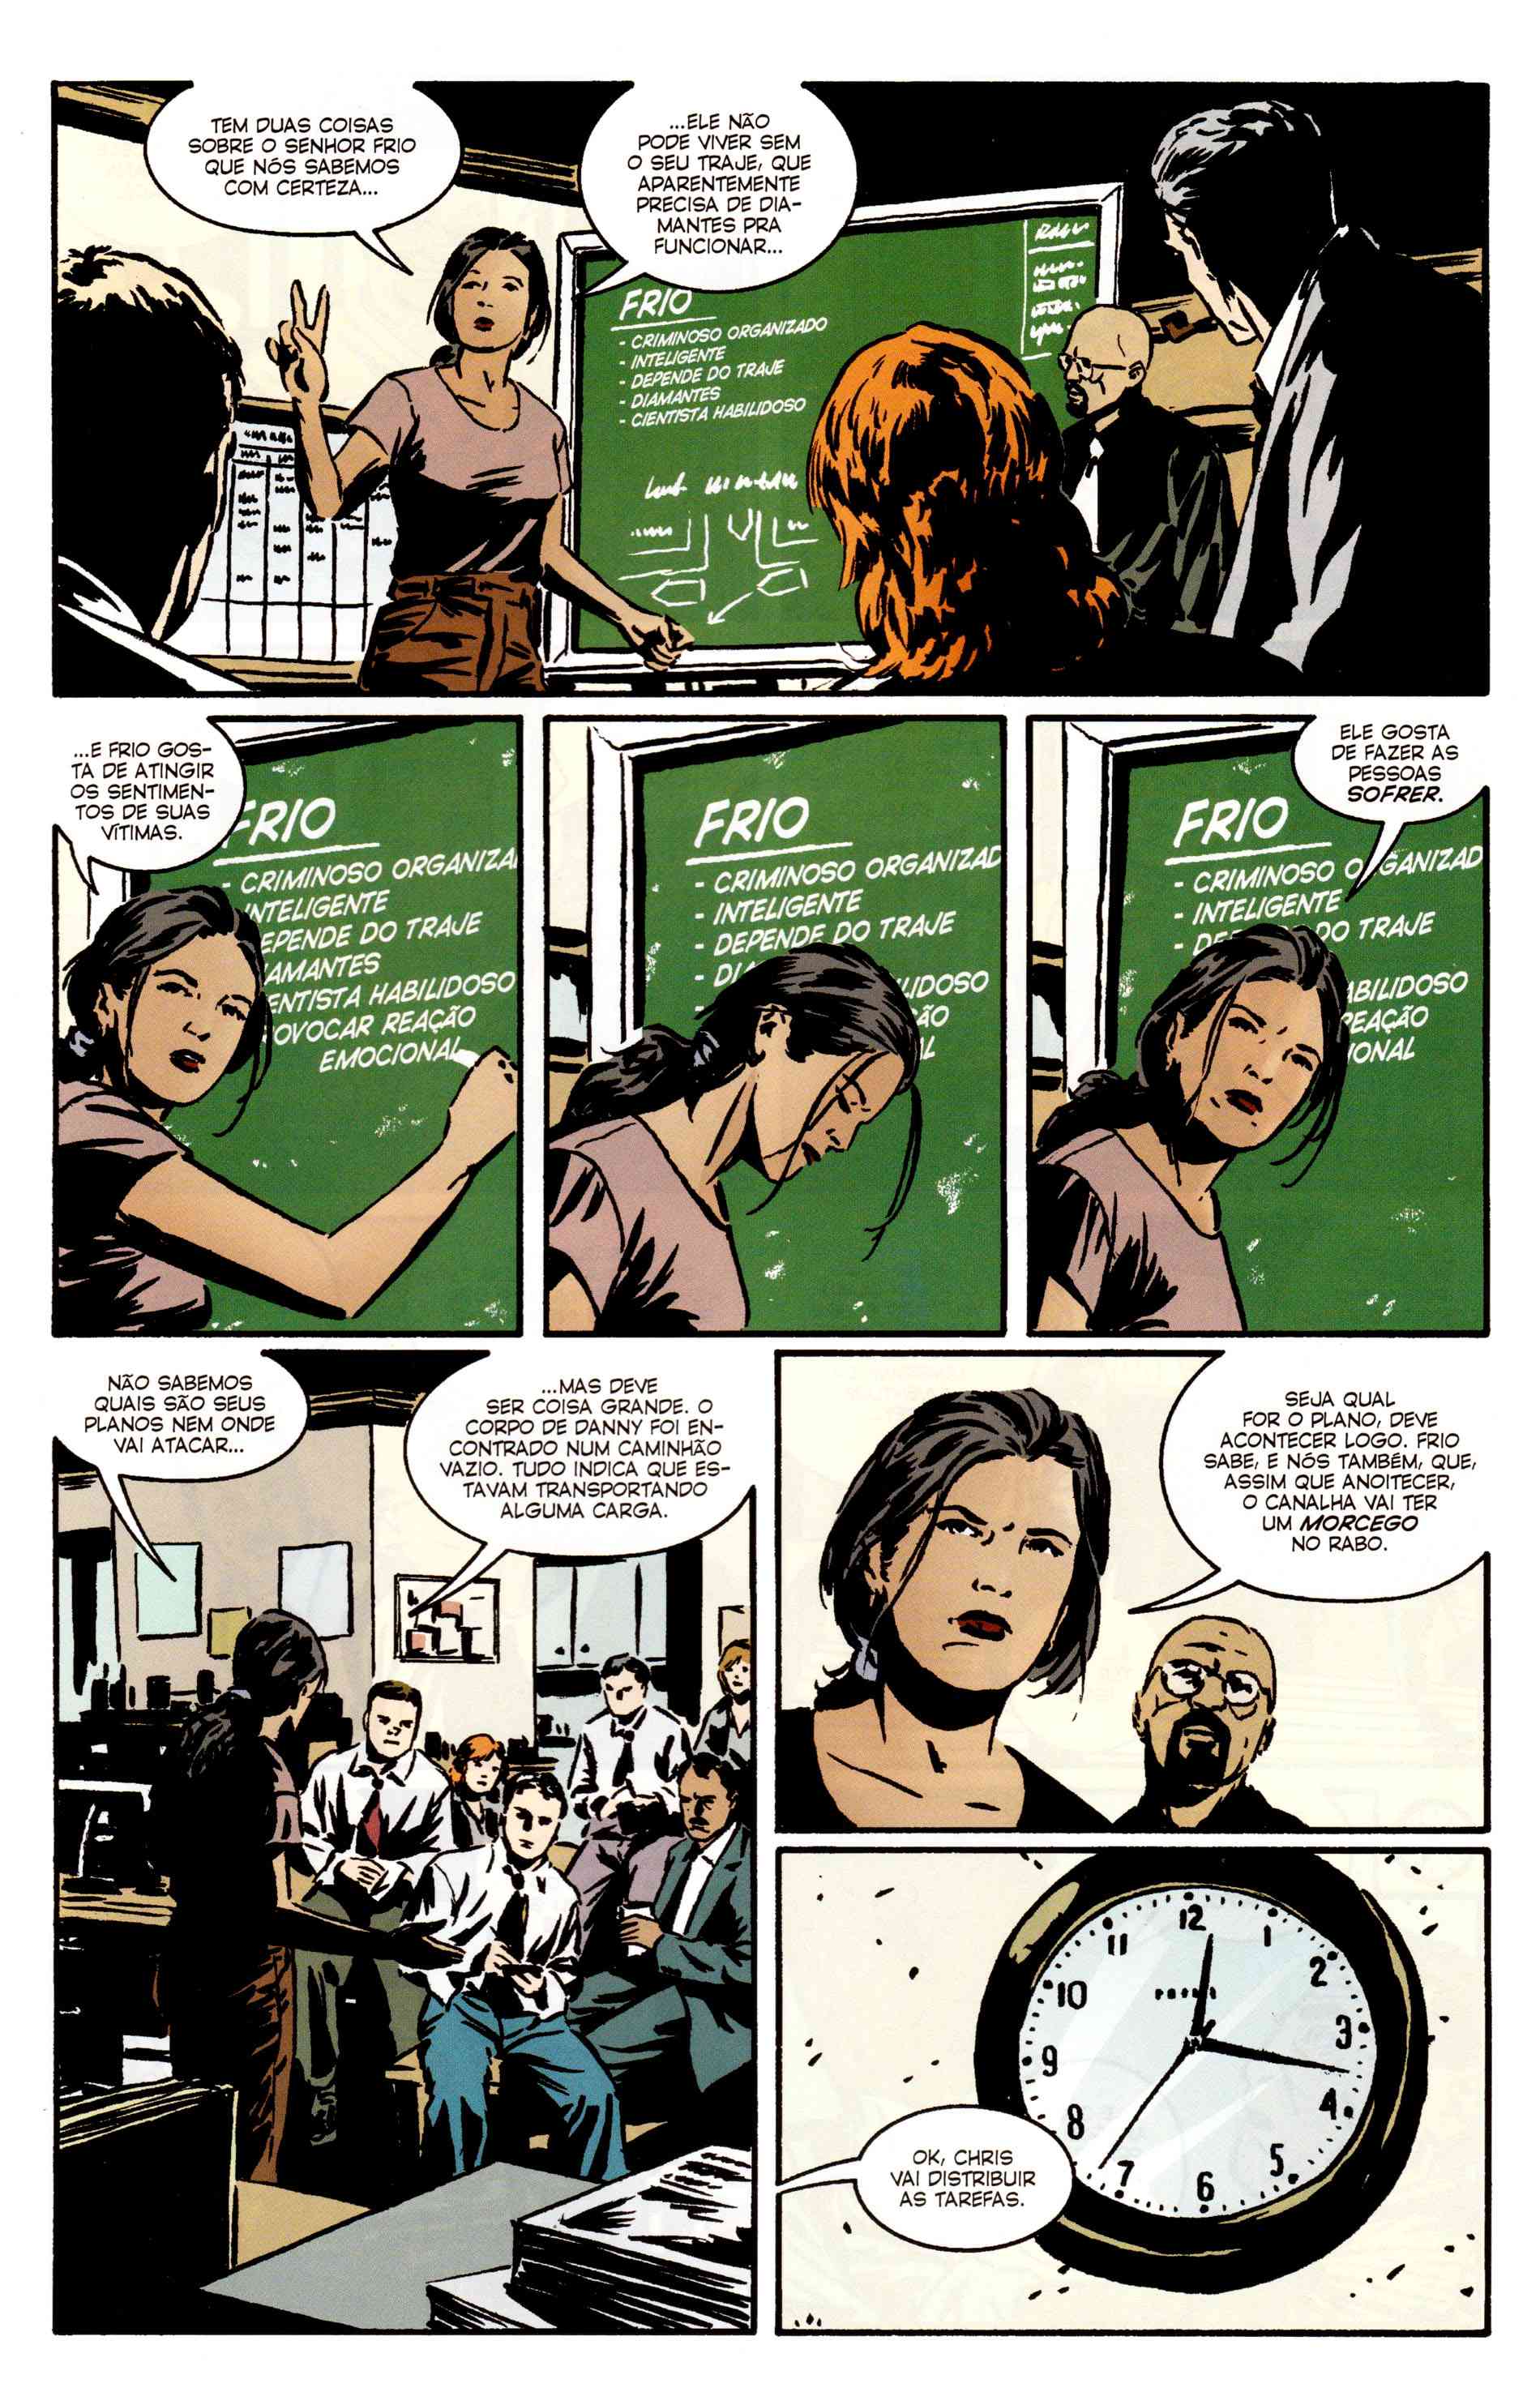 TEM DUAS COISAS
SOBRE O SENHOR FRIO
QUE NÓS SABEMOS
COM CERTEZA...
...ELE NÃO
PODE VIVER SEM
O SEU TRAJE, QUE
APARENTEMENTE
PRECISA DE DIA-
MANTES PRA
FUNCIONAR...
FRIO
- CRIMINOSO ORGANIZADO
- INTELIGENTE
- DEPENDE DO TRAJE
- DIAMANTES
- CIENTISTA HABILIDOSO
...E FRIO GOS-
TA DE ATINGIR
OS SENTIMEN-
TOS DE SUAS
VÍTIMAS.
FRIO
- CRIMINOSO ORGANIZA
INTELIGENTE
EPENDE DO TRAJE
AMANTES
ENTISTA HABILIDOSO
OVOCAR REAÇÃO
EMOCIONAL
FRIO
- CRIMINOSO ORGANIZAD
- INTELIGENTE
- DEPENDE DO TRAJE
- DIA
- LIDOSO
ÇÃO
L
ELE GOSTA
DE FAZER AS
PESSOAS
SOFRER.
FRIO
- CRIMINOSO O GANIZAD
- INTELIGENTE
- DE DO TRAJE
ABILIDOSO
REAÇÃO
IONAL
NÃO SABEMOS
QUAIS SÃO SEUS
PLANOS NEM ONDE
VAI ATACAR...
...MAS DEVE
SER COISA GRANDE. O
CORPO DE DANNY FOI EN-
CONTRADO NUM CAMINHÃO
VAZIO. TUDO INDICA QUE ES-
TAVAM TRANSPORTANDO
ALGUMA CARGA.
SEJA QUAL
FOR O PLANO, DEVE
ACONTECER LOGO. FRIO
SABE, E NÓS TAMBÉM, QUE,
ASSIM QUE ANOITECER,
O CANALHA VAI TER
UM MORCEGO
NO RABO.
12
11 1
10 2
9 3
8 4
7 5
6
OK, CHRIS
VAI DISTRIBUIR
AS TAREFAS.